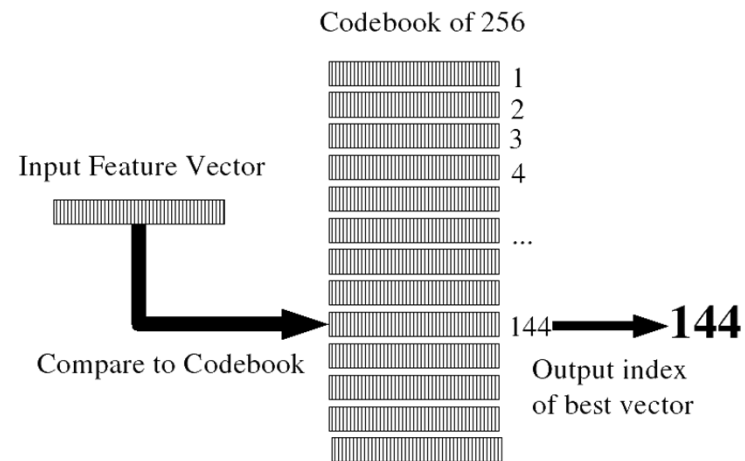 Codebook of 256
1
2
3
4
...
Input Feature Vector
144
144
Compare to Codebook
Output index
of best vector